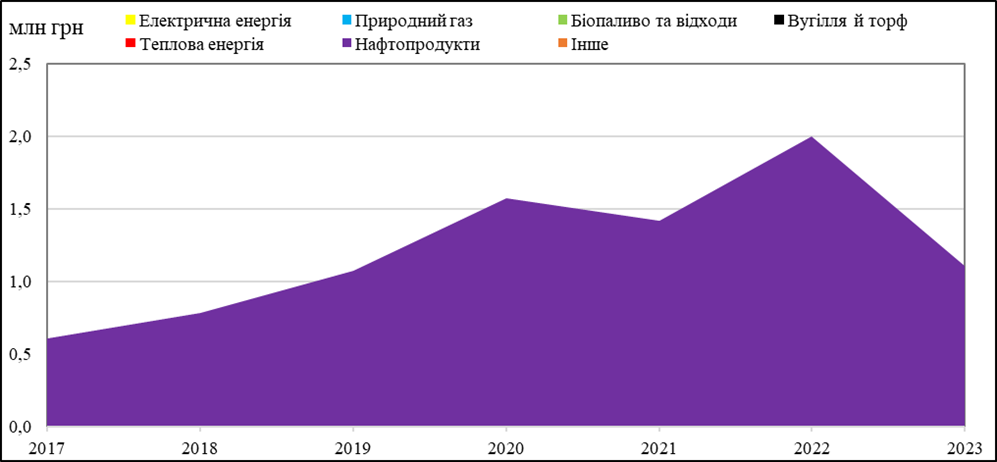 млн грн
Електрична енергія Природний газ Біопаливо та відходи Вугілля й торф
Теплова енергія Нафтопродукти Інше
2,5
2,0
1,5
1,0
0,5
0,0
2017 2018 2019 2020 2021 2022 2023